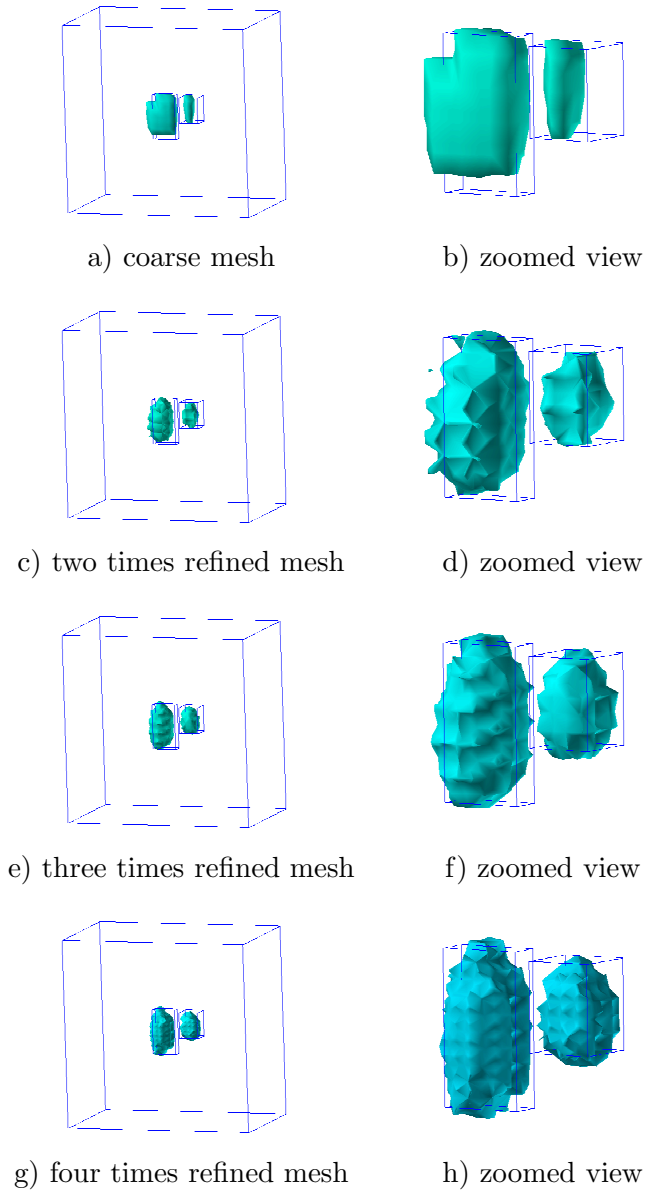 a) coarse mesh
b) zoomed view
c) two times refined mesh
d) zoomed view
e) three times refined mesh
f) zoomed view
g) four times refined mesh
h) zoomed view